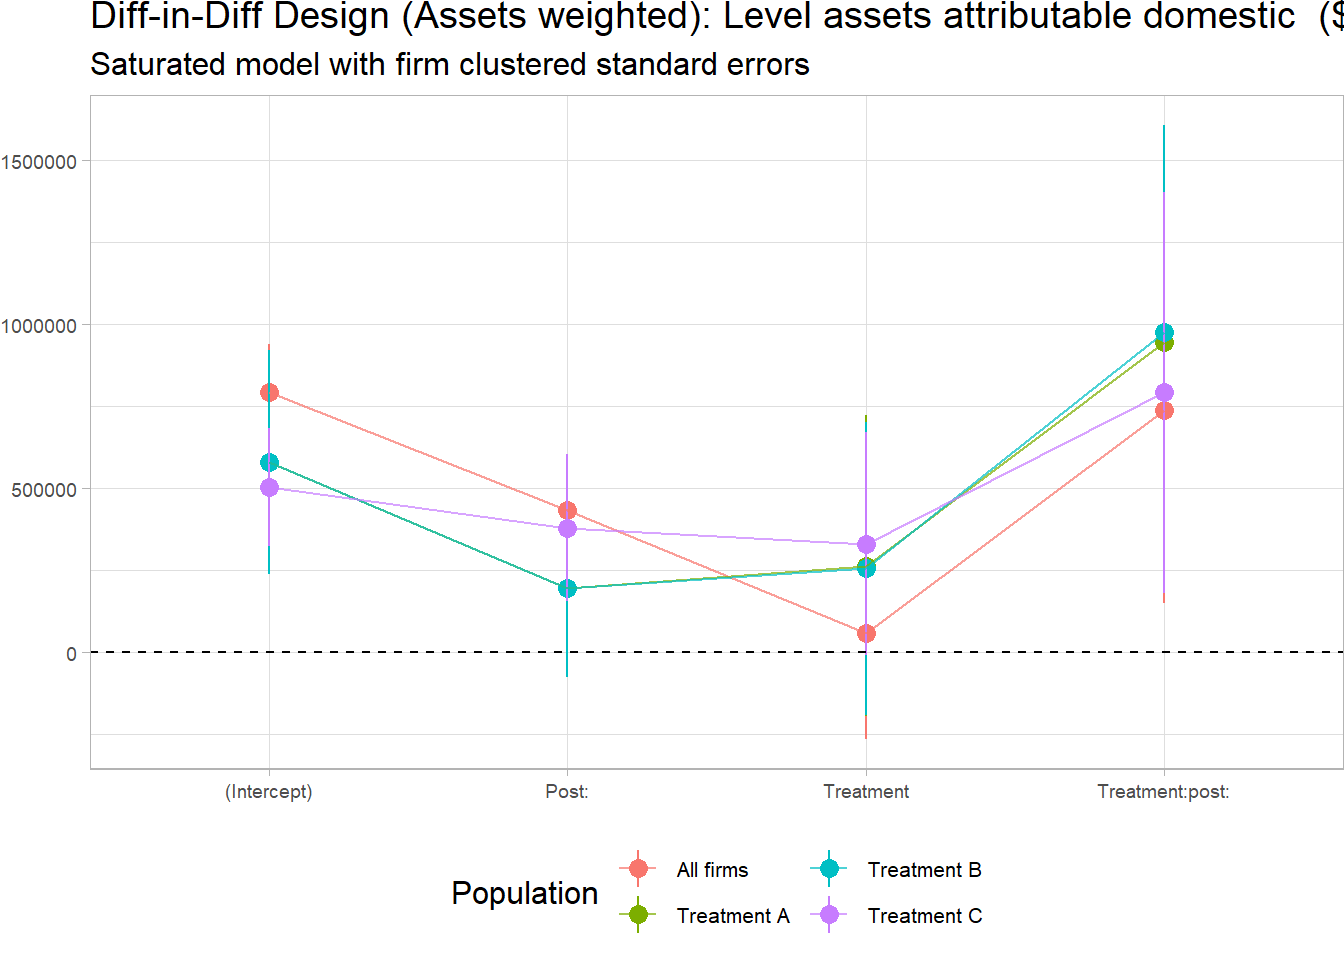 Diff-in-Diff Design (Assets weighted): Level assets attributable domestic ($
Saturated model with firm clustered standard errors
1500000
1000000
500000
0
(Intercept) Post: Treatment Treatment:post:
Population
All firms Treatment B
Treatment A Treatment C